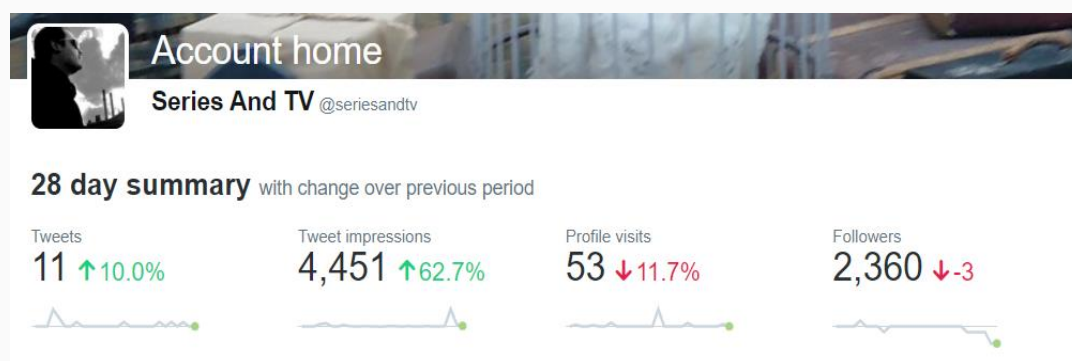 Account home
Series And TV @seriesandtv
28 day summary with change over previous period
Tweets Tweet impressions Profile visits Followers
11 ↑10.0% 4,451 ↑62.7% 53 ↓11.7% 2,360 ↓-3